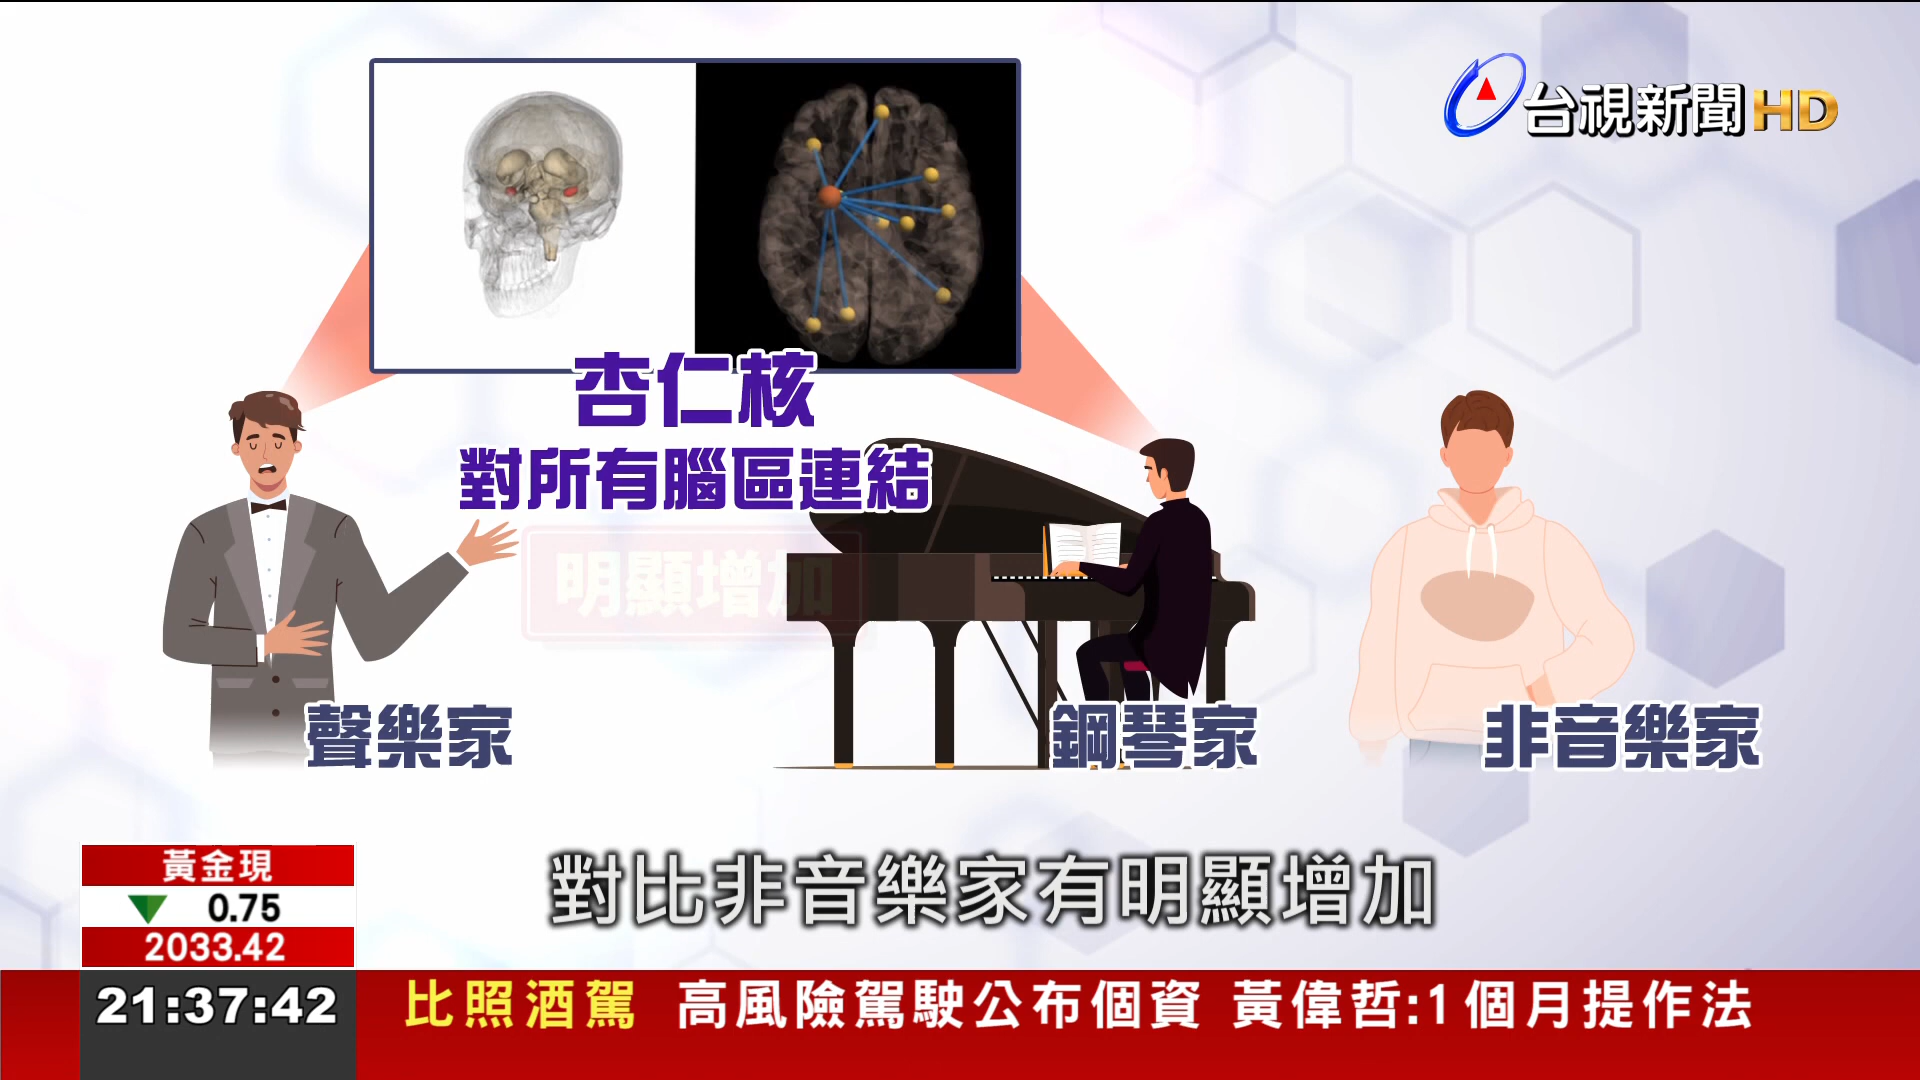 台視新聞HD
杏仁核
對所有腦區連結
明顯增加
聲樂家
鋼琴家
非音樂家
對比非音樂家有明顯增加
黃金現
0.75
2033.42
21:37:42
比照酒駕 高風險駕駛公布個資 黃偉哲:1個月提作法